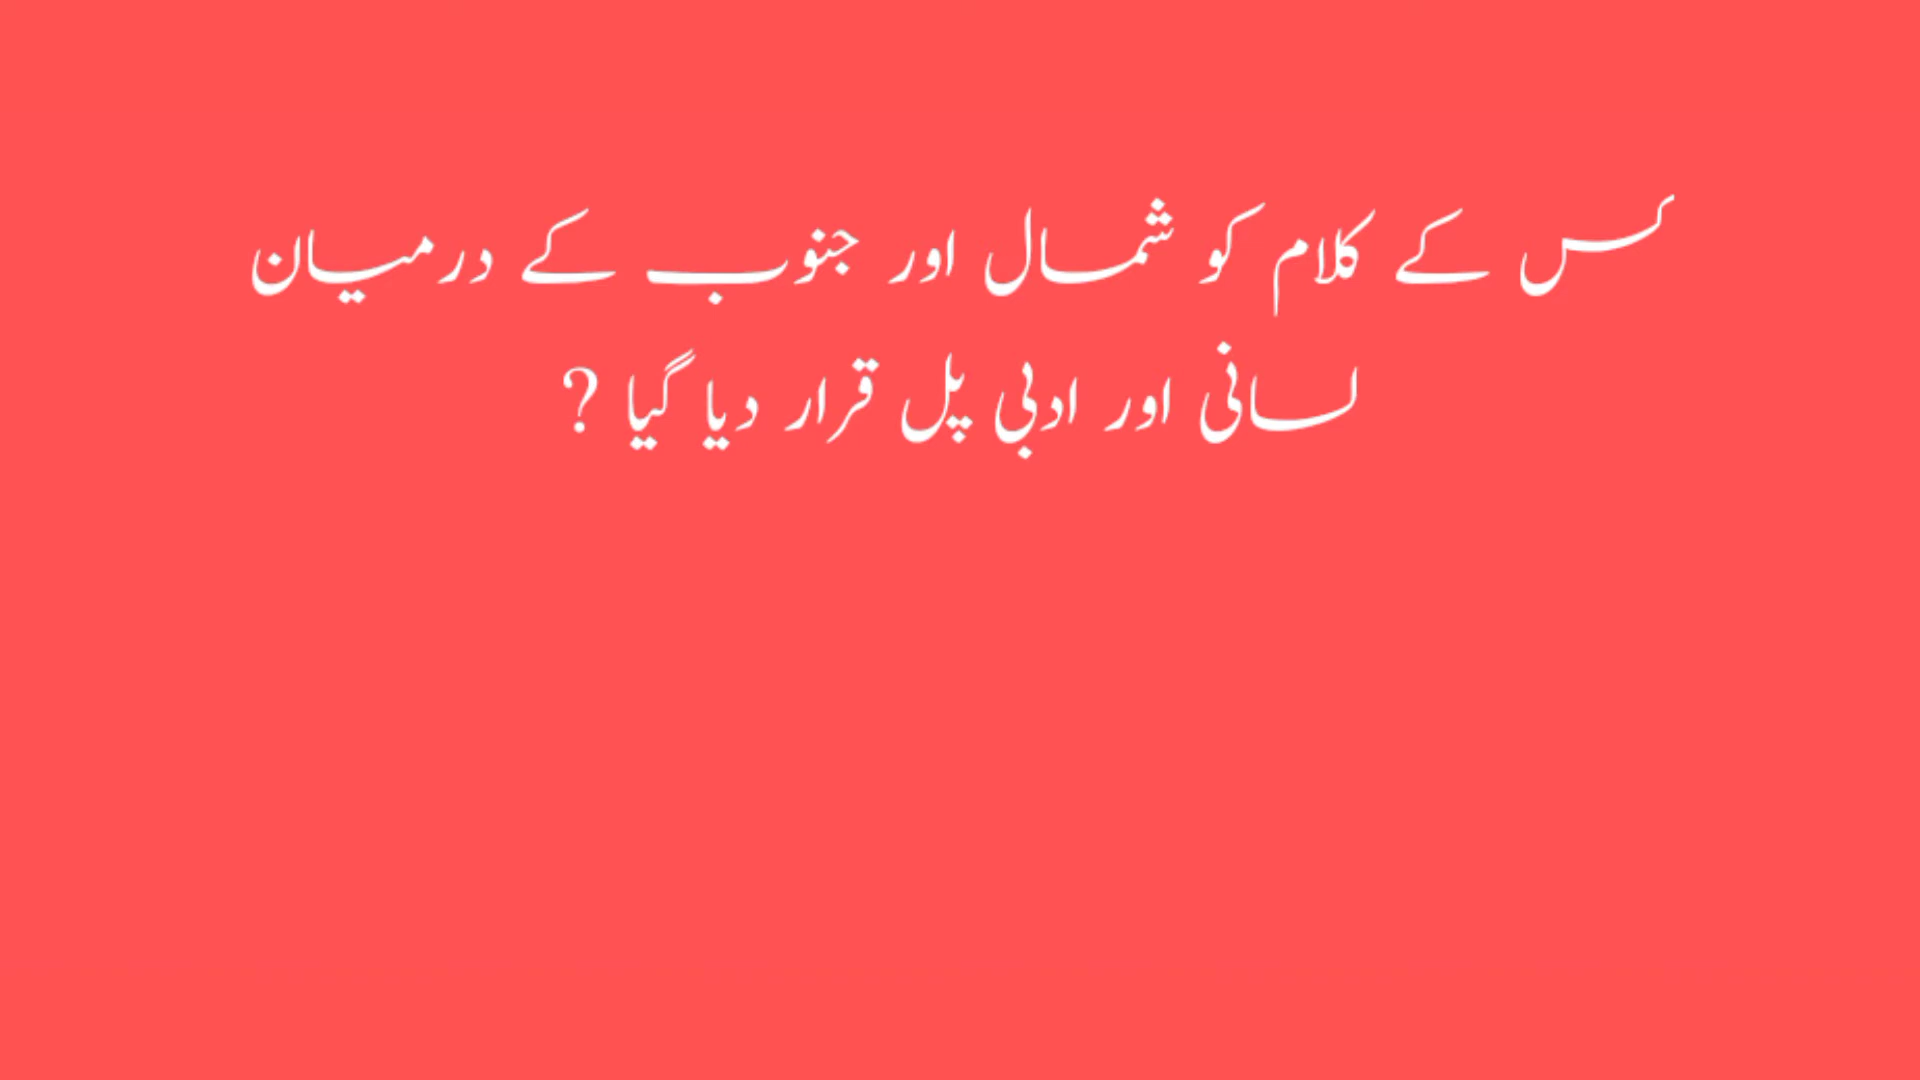 کس کے کلام کو شمال اور جنوب کے درمیان
لسانی اور ادبی پل قرار دیا گیا ?